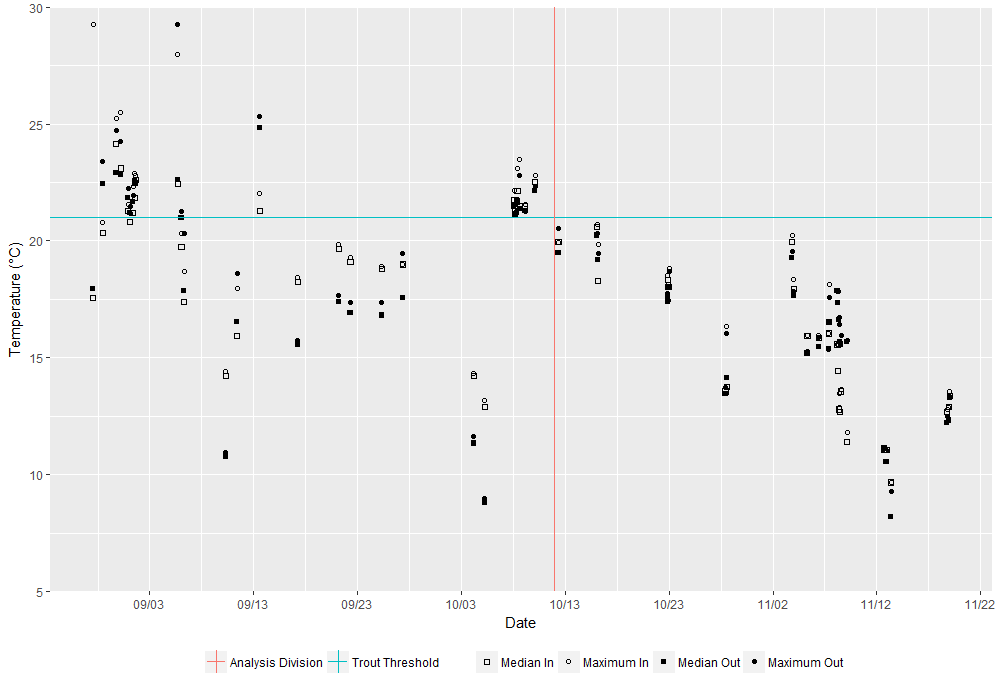 30
25
20
15
10
5
Temperature (°C)
09/03 09/13 09/23 10/03 10/13 10/23 11/02 11/12 11/22
Date
Analysis Division Trout Threshold Median In Maximum In Median Out Maximum Out